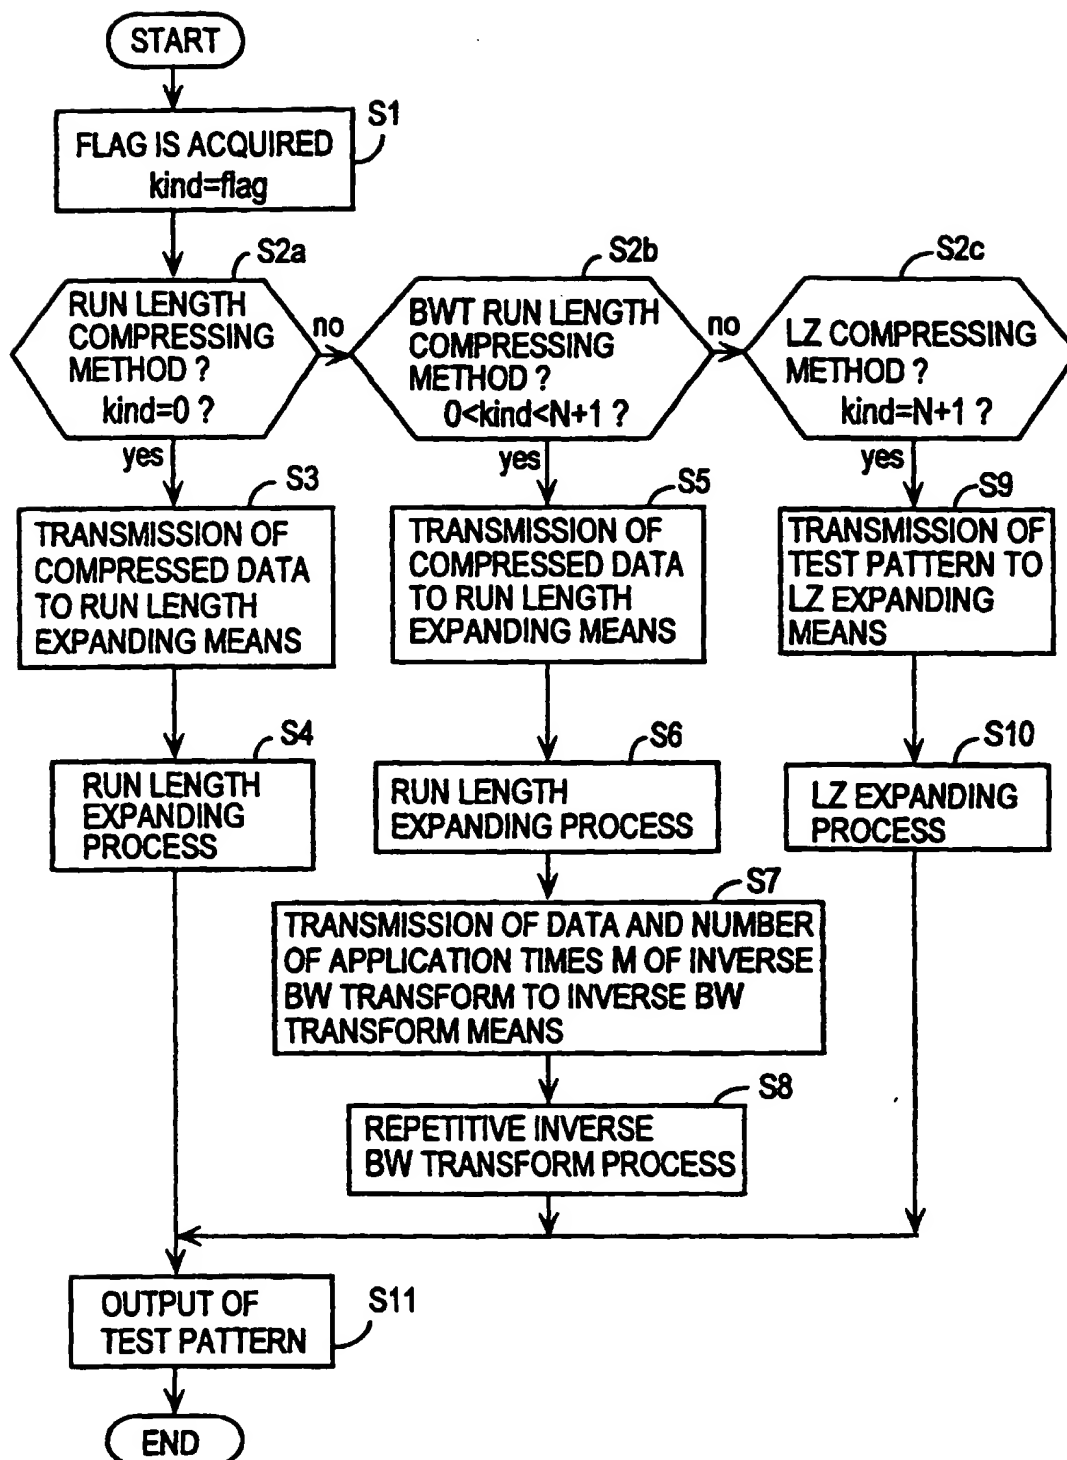 START
S1
FLAG IS ACQUIRED
kind=flag
S2a
RUN LENGTH
COMPRESSING
METHOD ?
kind=0 ?
no
S2b
BWT RUN LENGTH
COMPRESSING
METHOD ?
0<kind<N+1 ?
no
S2c
LZ COMPRESSING
METHOD ?
kind=N+1 ?
yes
yes
yes
S3
TRANSMISSION OF
COMPRESSED DATA
TO RUN LENGTH
EXPANDING MEANS
S5
TRANSMISSION OF
COMPRESSED DATA
TO RUN LENGTH
EXPANDING MEANS
S9
TRANSMISSION OF
TEST PATTERN TO
LZ EXPANDING
MEANS
S4
RUN LENGTH
EXPANDING
PROCESS
S6
RUN LENGTH
EXPANDING PROCESS
S10
LZ EXPANDING
PROCESS
S7
TRANSMISSION OF DATA AND NUMBER
OF APPLICATION TIMES M OF INVERSE
BW TRANSFORM TO INVERSE BW
TRANSFORM MEANS
S8
REPETITIVE INVERSE
BW TRANSFORM PROCESS
S11
OUTPUT OF
TEST PATTERN
END